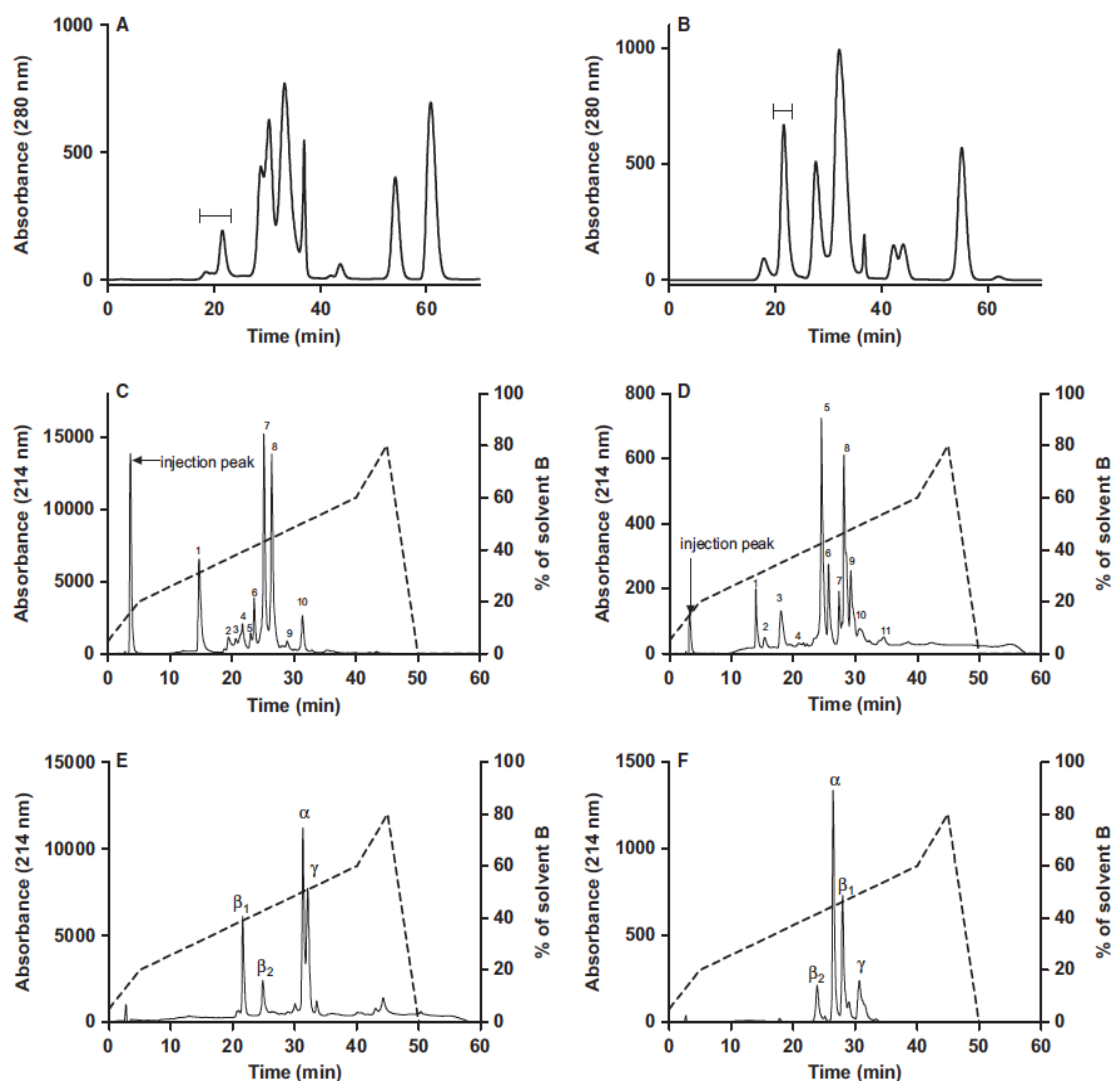 A
Absorbance (280 nm)
1000
500
0
0 20 40 60
Time (min)
B
Absorbance (280 nm)
1000
500
0
0 20 40 60
Time (min)
C
Absorbance (214 nm)
15000
10000
5000
0
injection peak
1 2 3 4 5 6 7 8 9 10
100
80
60
40
20
0
% of solvent B
0 10 20 30 40 50 60
Time (min)
D
Absorbance (214 nm)
800
600
400
200
0
injection peak
1 2 3 4 5 6 7 8 9 10 11
100
80
60
40
20
0
% of solvent B
0 10 20 30 40 50 60
Time (min)
E
Absorbance (214 nm)
15000
10000
5000
0
β1 β2 α γ
100
80
60
40
20
0
% of solvent B
0 10 20 30 40 50 60
Time (min)
F
Absorbance (214 nm)
1500
1000
500
0
β2 α β1 γ
100
80
60
40
20
0
% of solvent B
0 10 20 30 40 50 60
Time (min)